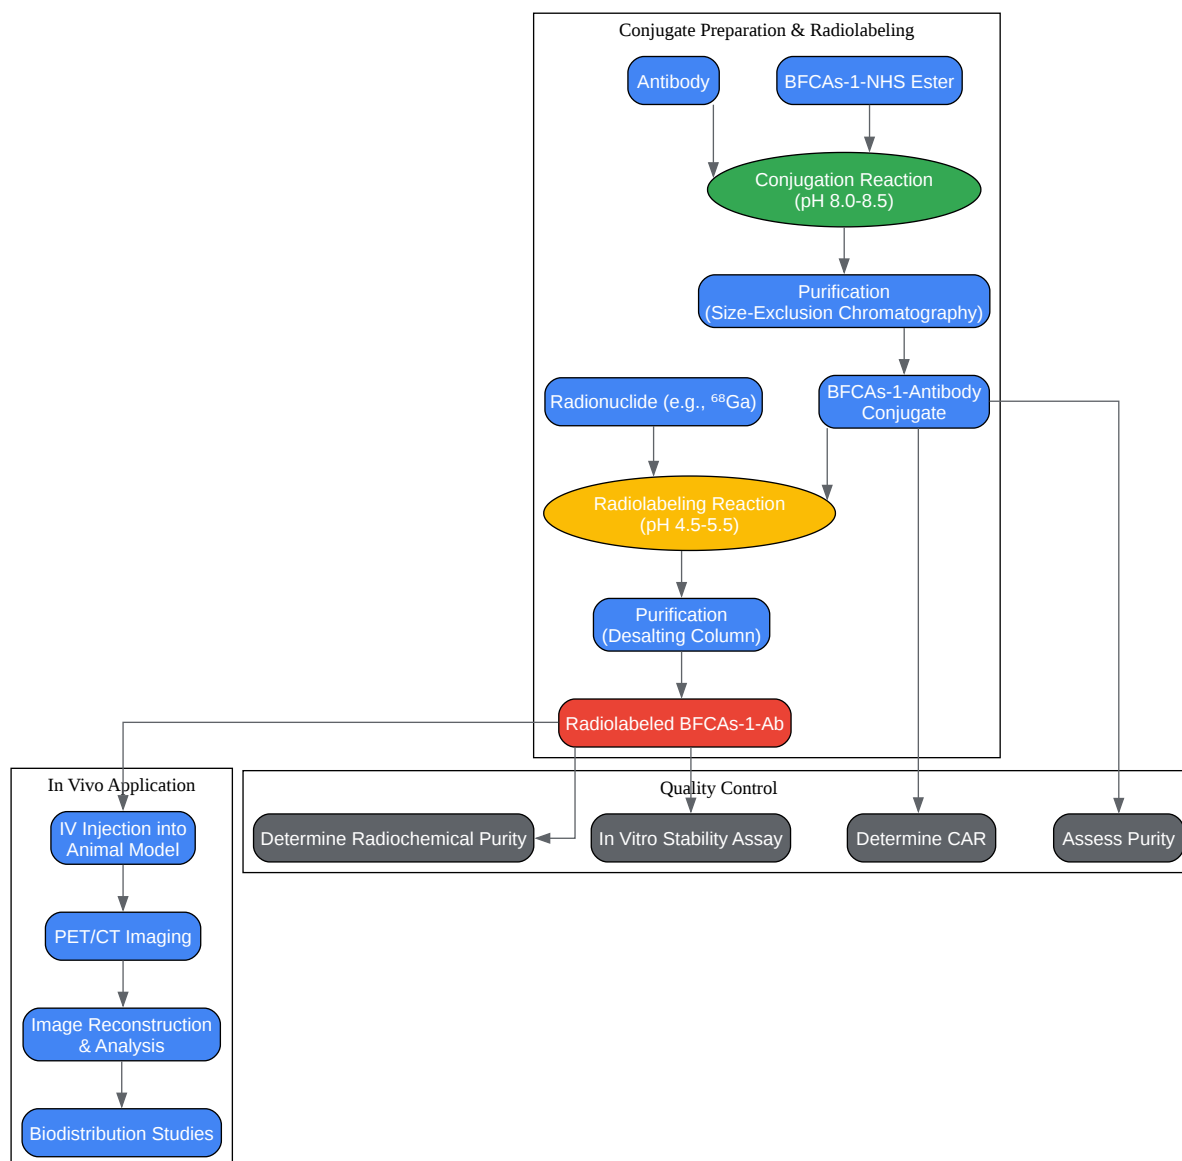 Conjugate Preparation & Radiolabeling
Antibody
BFCAs-1-NHS Ester
Conjugation Reaction
(pH 8.0-8.5)
Purification
(Size-Exclusion Chromatography)
Radionuclide (e.g., ⁶⁸Ga)
BFCAs-1-Antibody
Conjugate
Radiolabeling Reaction
(pH 4.5-5.5)
Purification
(Desalting Column)
Radiolabeled BFCAs-1-Ab
In Vivo Application
IV Injection into
Animal Model
PET/CT Imaging
Image Reconstruction
& Analysis
Biodistribution Studies
Quality Control
Determine Radiochemical Purity
In Vitro Stability Assay
Determine CAR
Assess Purity